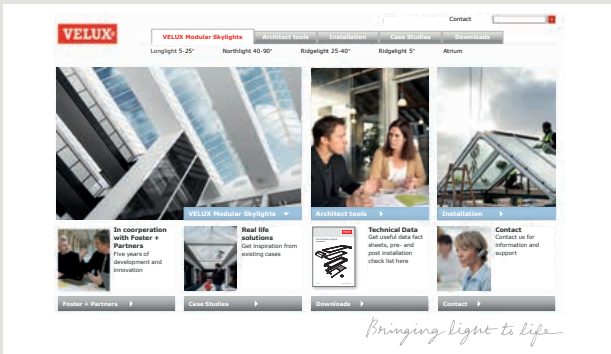 Contact
VELUX
VELUX Modular Skylights
Architect tools
Installation
Case Studies
Downloads
Longlight 5-25°
Northlight 40-90°
Ridgelight 25-40°
Ridgelight 5°
Atrium
VELUX Modular Skylights
Architect tools
Installation
In coorperation
with Foster +
Partners
Five years of
development and
innovation
Real life
solutions
Get inspiration from
existing cases
Technical Data
Get useful data fact
sheets, pre- and
post installation
check list here
Contact
Contact us for
information and
support
Foster + Partners
Case Studies
Downloads
Contact
Bringing light to life